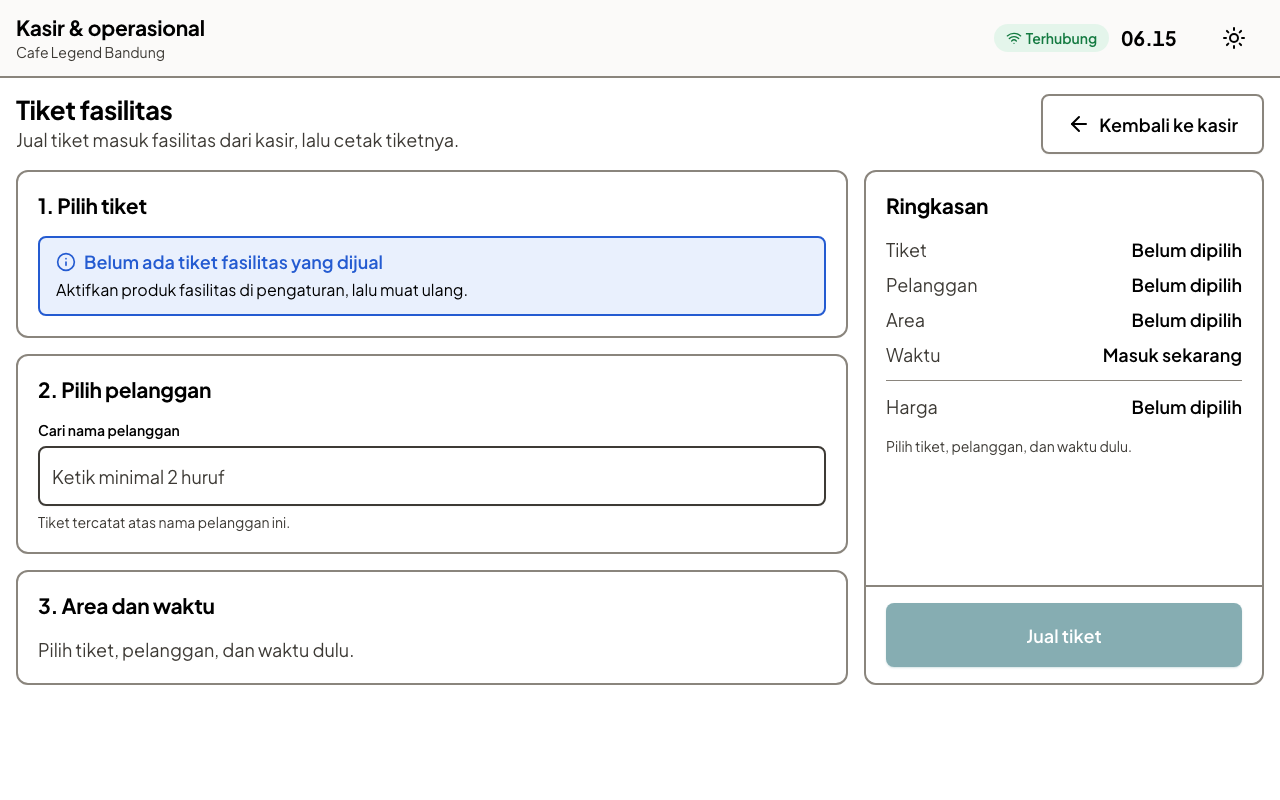 Kasir & operasional
Cafe Legend Bandung
Terhubung
06.15
Tiket fasilitas
Jual tiket masuk fasilitas dari kasir, lalu cetak tiketnya.
Kembali ke kasir
1. Pilih tiket
Belum ada tiket fasilitas yang dijual
Aktifkan produk fasilitas di pengaturan, lalu muat ulang.
2. Pilih pelanggan
Cari nama pelanggan
Ketik minimal 2 huruf
Tiket tercatat atas nama pelanggan ini.
3. Area dan waktu
Pilih tiket, pelanggan, dan waktu dulu.
Ringkasan
Tiket Belum dipilih
Pelanggan Belum dipilih
Area Belum dipilih
Waktu Masuk sekarang
Harga Belum dipilih
Pilih tiket, pelanggan, dan waktu dulu.
Jual tiket